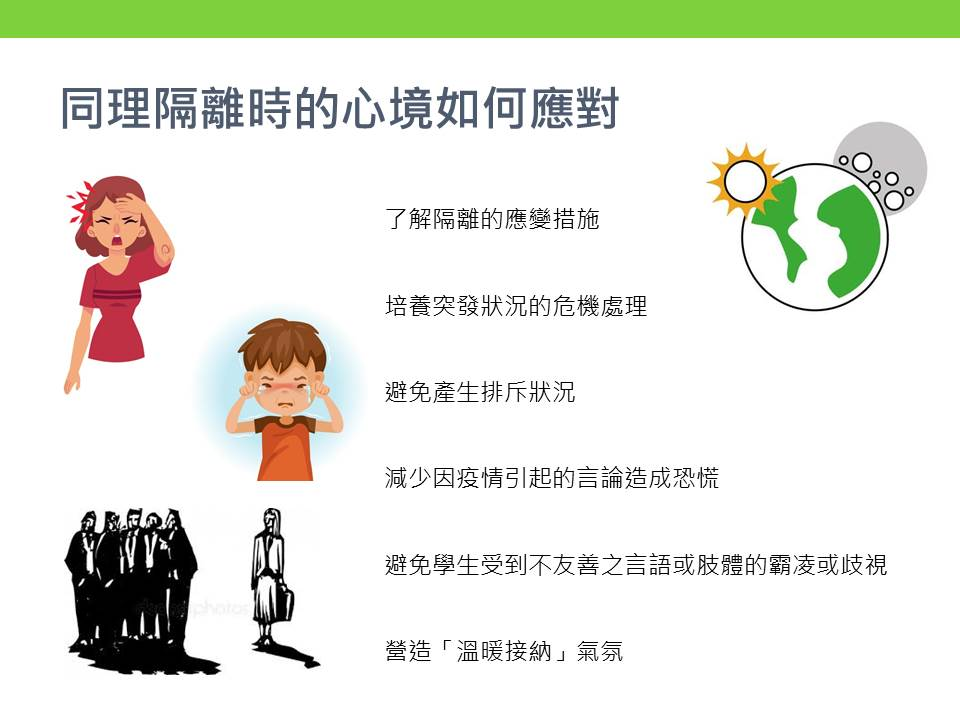 同理隔離時的心境如何應對
了解隔離的應變措施
培養突發狀況的危機處理
避免產生排斥狀況
減少因疫情引起的言論造成恐慌
避免學生受到不友善之言語或肢體的霸凌或歧視
營造「溫暖接納」氣氛